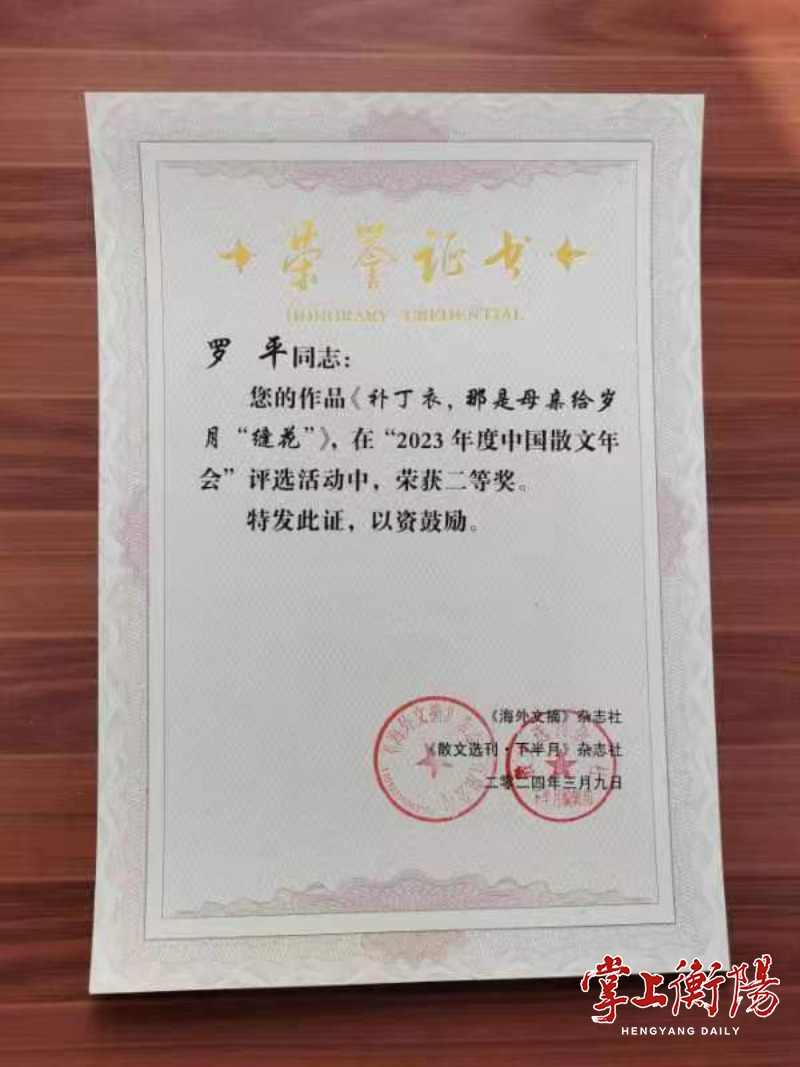 荣誉证书
HONORARY CREDENTIAL
罗 平同志：
您的作品《补丁衣，那是母亲给岁
月“缝花”》，在“2023年度中国散文年
会”评选活动中，荣获二等奖。
特发此证，以资鼓励。
《海外文摘》杂志社
《散文选刊·下半月》杂志社
二零二四年三月九日
掌上衡陽
HENGYANG DAILY